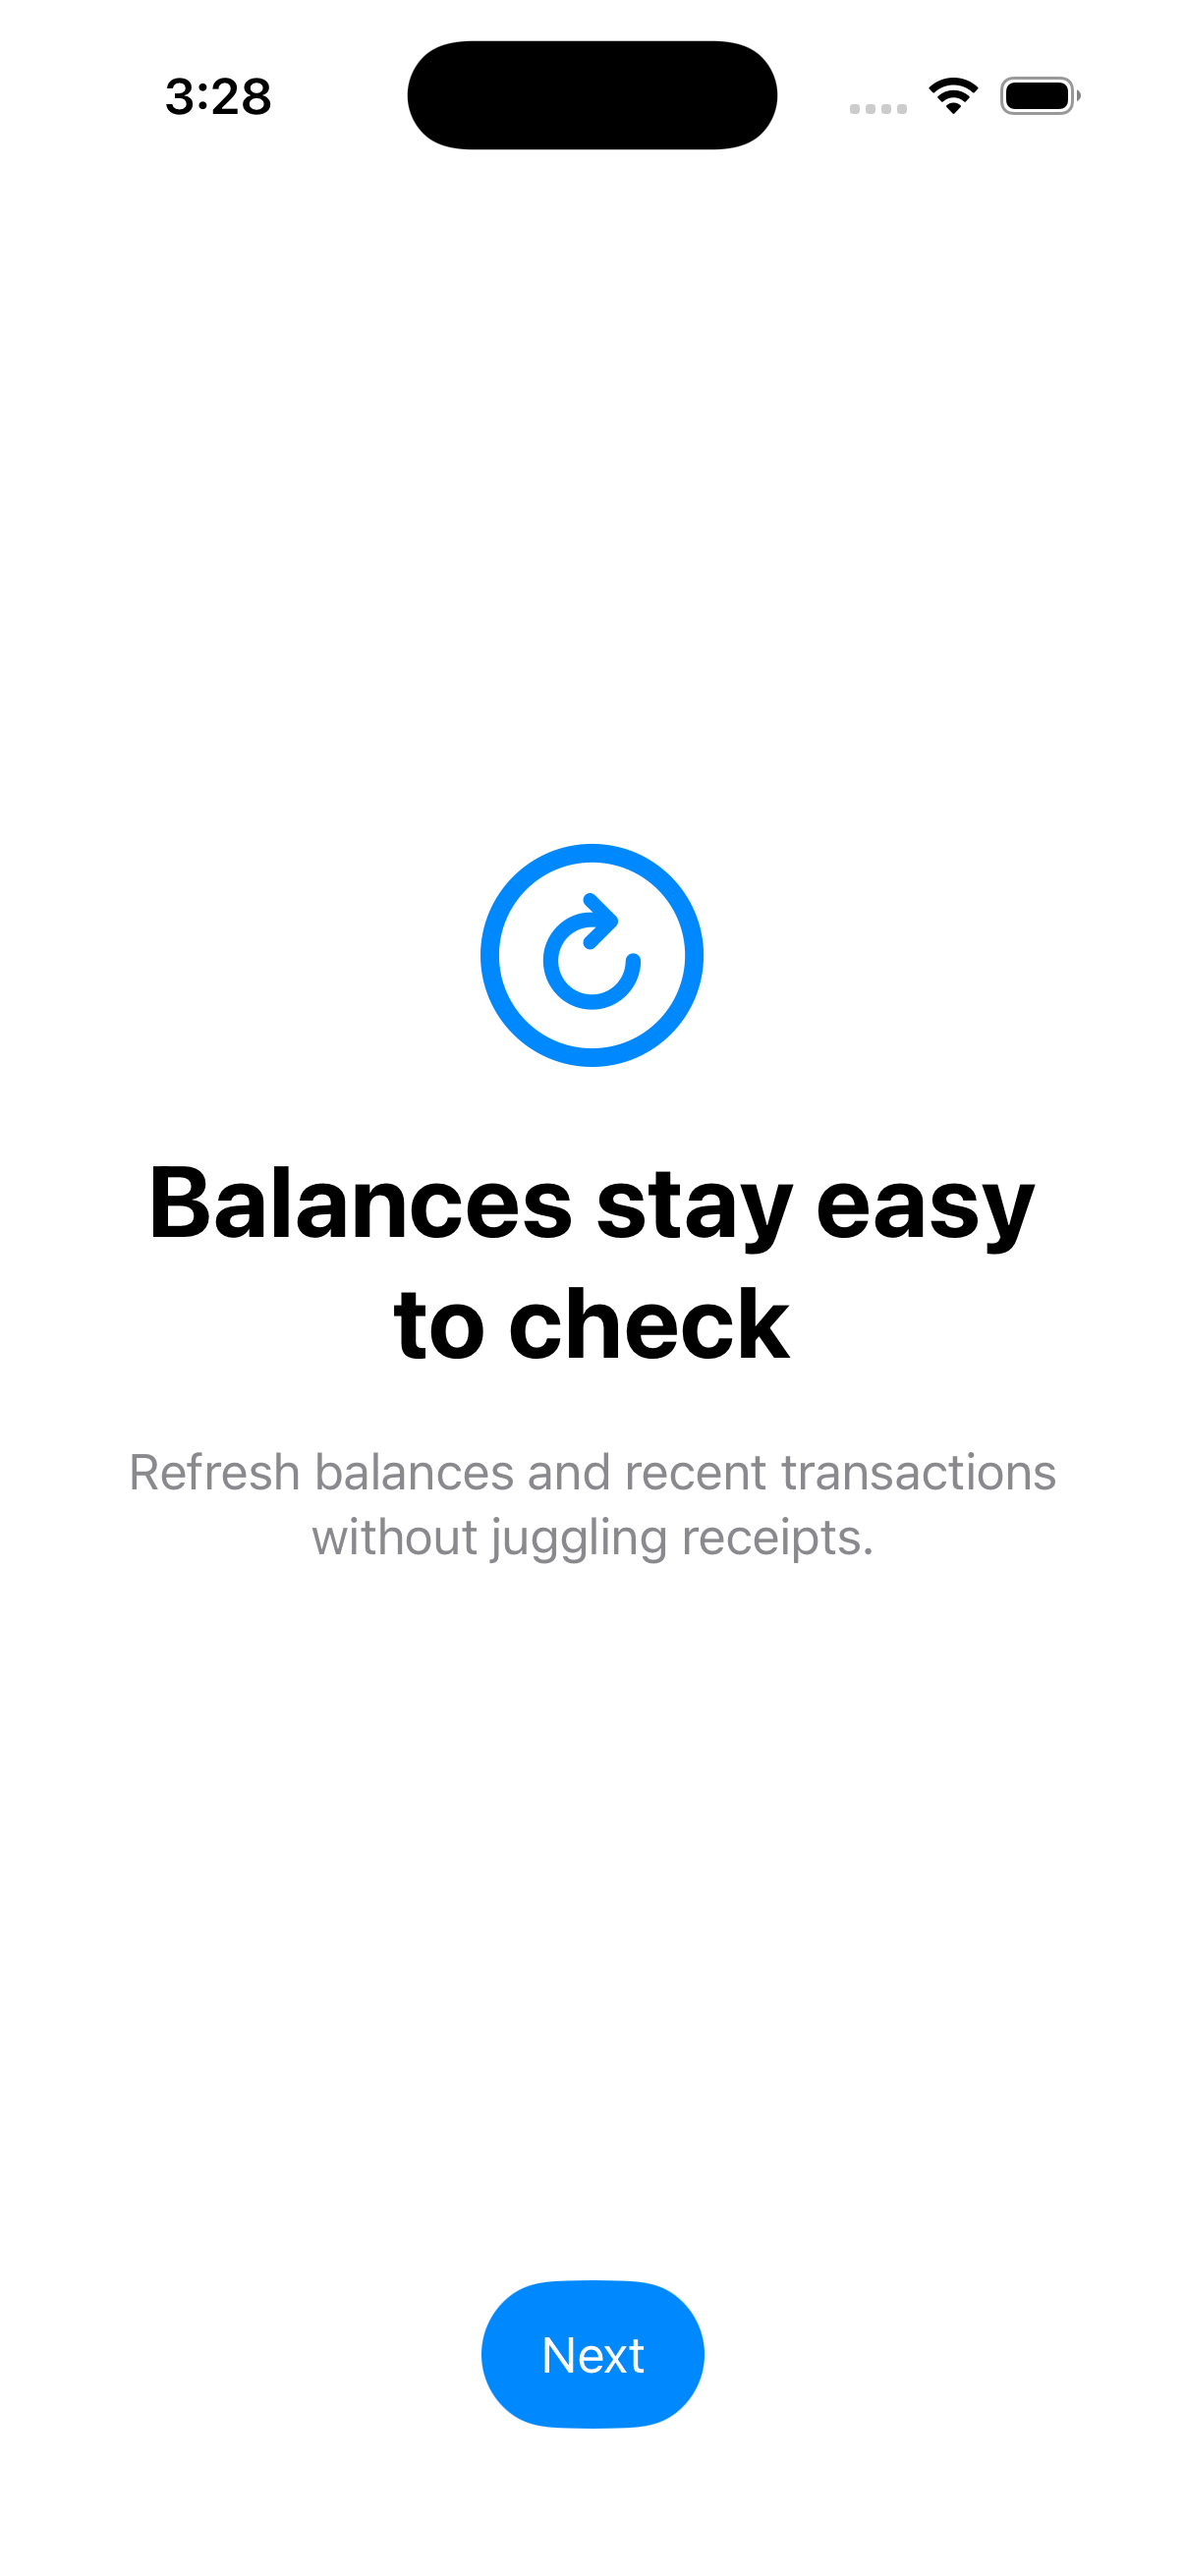 3:28
Balances stay easy
to check
Refresh balances and recent transactions
without juggling receipts.
Next